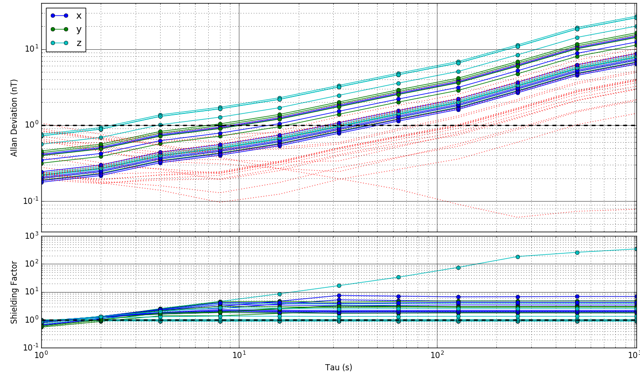 x
y
z
Allan Deviation (nT)
10¹
10⁰
10⁻¹
Shielding Factor
10³
10²
10¹
10⁰
10⁻¹
10⁰
10¹
10²
Tau (s)